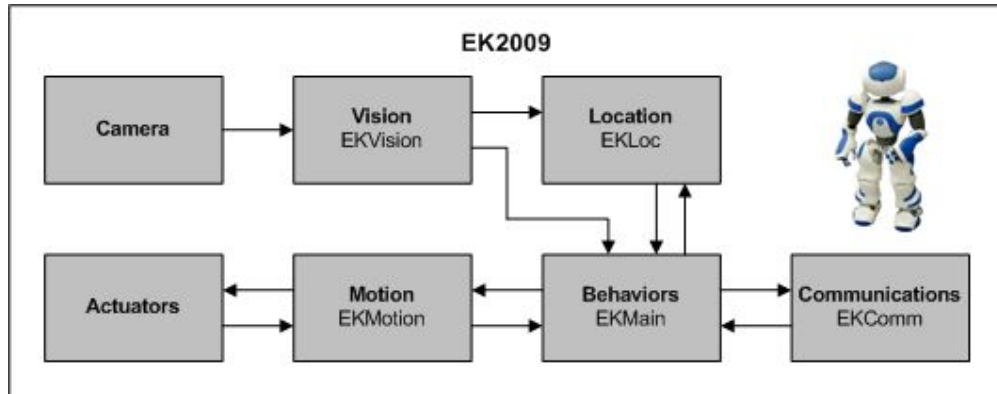 EK2009
Camera
Vision
EKVision
Location
EKLoc
Actuators
Motion
EKMotion
Behaviors
EKMain
Communications
EKComm